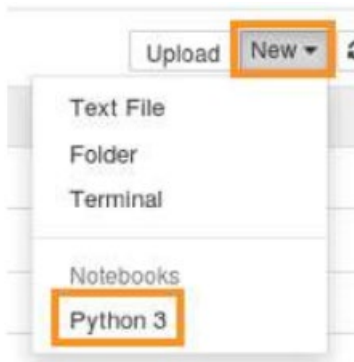 Upload New
Text File
Folder
Terminal
Notebooks
Python 3